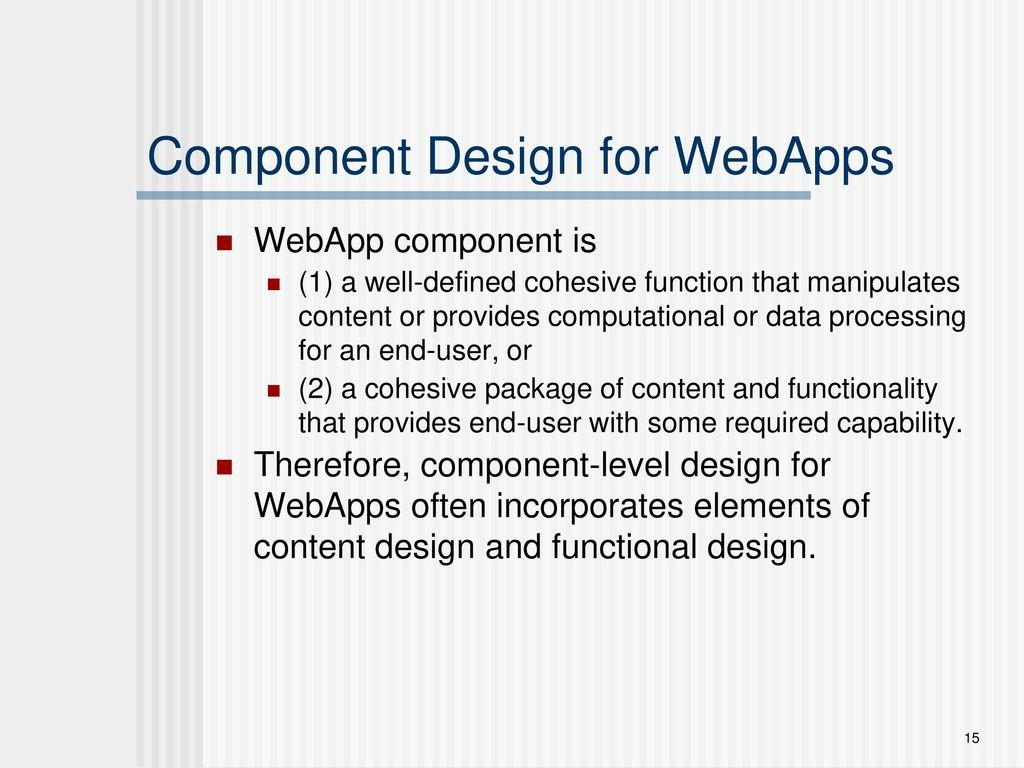 Component Design for WebApps
WebApp component is
(1) a well-defined cohesive function that manipulates
content or provides computational or data processing
for an end-user, or
(2) a cohesive package of content and functionality
that provides end-user with some required capability.
Therefore, component-level design for
WebApps often incorporates elements of
content design and functional design.
15